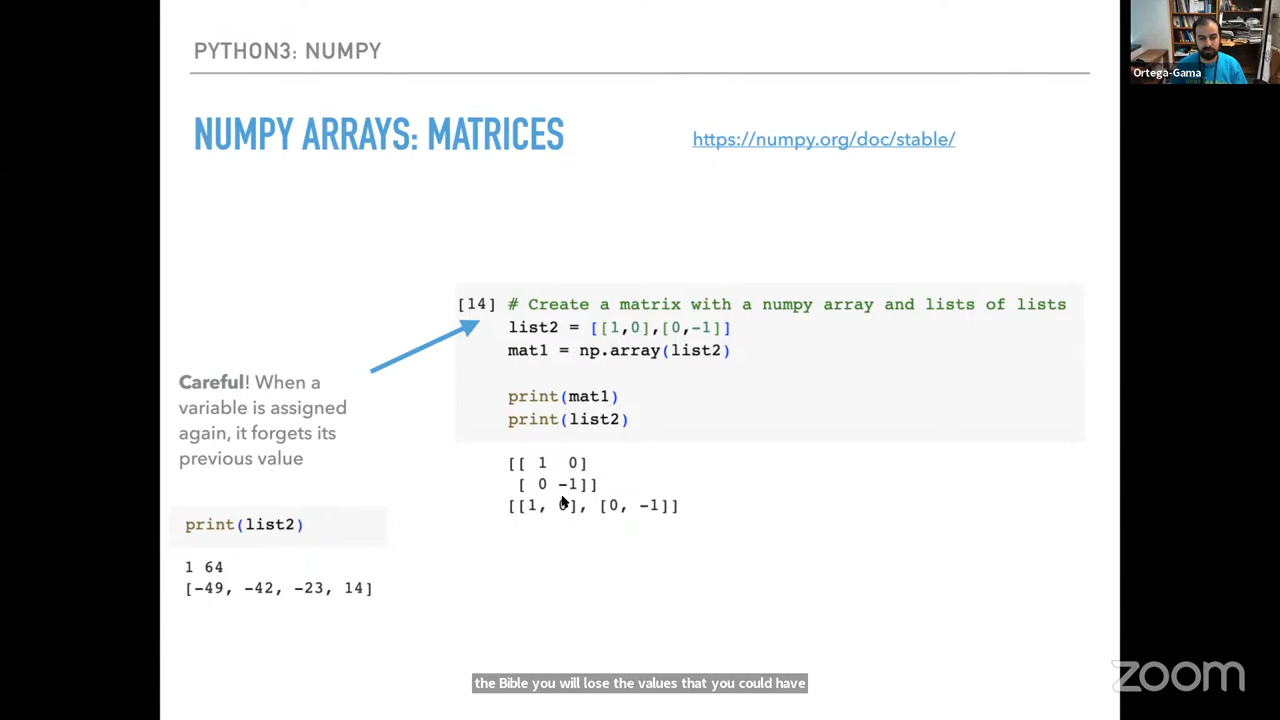 PYTHON3: NUMPY
NUMPY ARRAYS: MATRICES
https://numpy.org/doc/stable/
Ortega-Gama
[14] # Create a matrix with a numpy array and lists of lists
list2 = [[1,0],[0,-1]]
mat1 = np.array(list2)
print(mat1)
print(list2)
[[ 1 0]
[ 0 -1]]
[[1, 0], [0, -1]]
Careful! When a
variable is assigned
again, it forgets its
previous value
print(list2)
1 64
[-49, -42, -23, 14]
the Bible you will lose the values that you could have
zoom